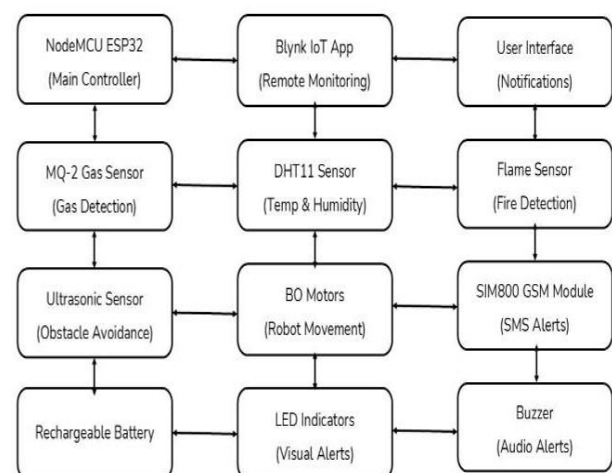 NodeMCU ESP32
(Main Controller)
Blynk IoT App
(Remote Monitoring)
User Interface
(Notifications)
MQ-2 Gas Sensor
(Gas Detection)
DHT11 Sensor
(Temp & Humidity)
Flame Sensor
(Fire Detection)
Ultrasonic Sensor
(Obstacle Avoidance)
BO Motors
(Robot Movement)
SIM800 GSM Module
(SMS Alerts)
Rechargeable Battery
LED Indicators
(Visual Alerts)
Buzzer
(Audio Alerts)